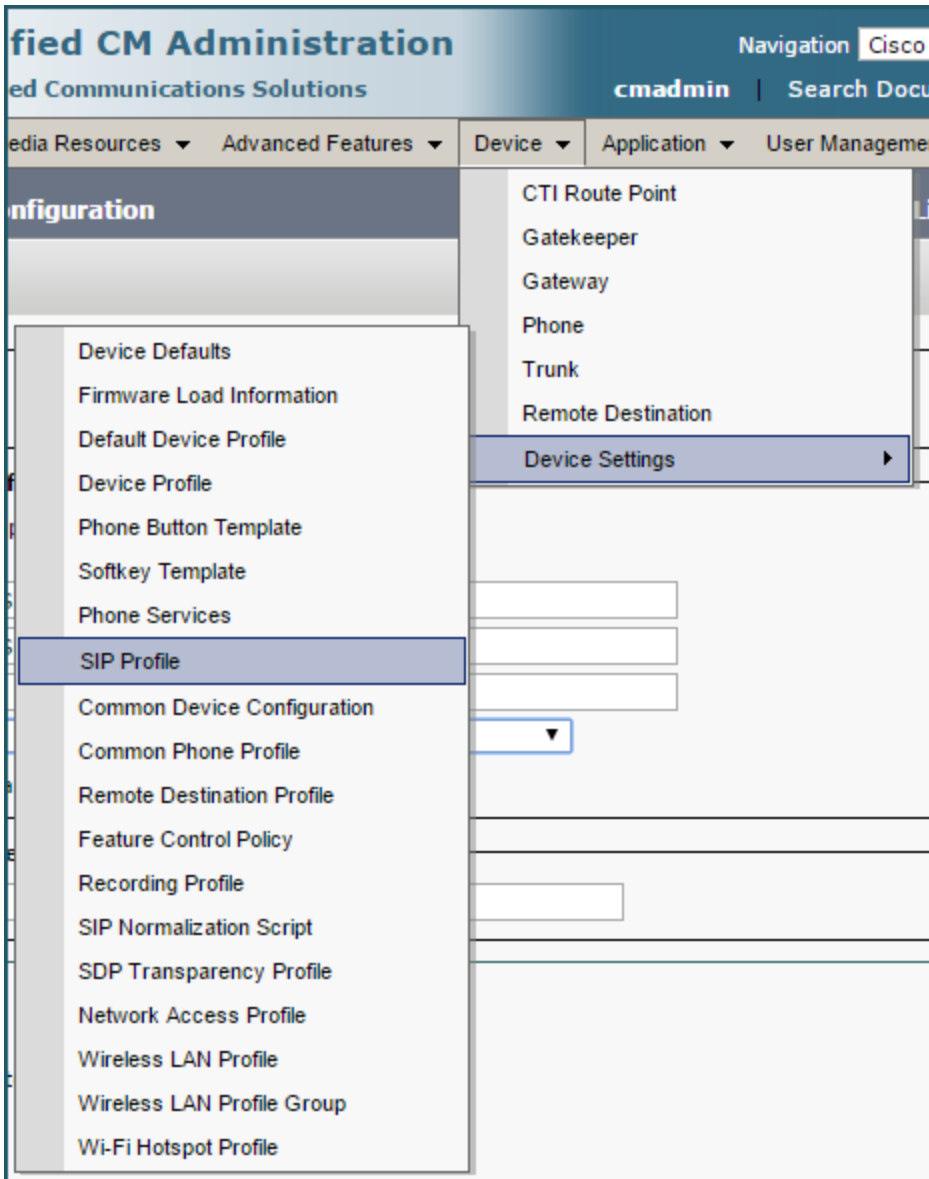 fied CM Administration
Navigation Cisco
ed Communications Solutions
cmadmin | Search Docu
edia Resources Advanced Features Device Application User Manageme
nfiguration
CTI Route Point
Gatekeeper
Gateway
Phone
Trunk
Remote Destination
Device Settings
Device Defaults
Firmware Load Information
Default Device Profile
Device Profile
Phone Button Template
Softkey Template
Phone Services
SIP Profile
Common Device Configuration
Common Phone Profile
Remote Destination Profile
Feature Control Policy
Recording Profile
SIP Normalization Script
SDP Transparency Profile
Network Access Profile
Wireless LAN Profile
Wireless LAN Profile Group
Wi-Fi Hotspot Profile